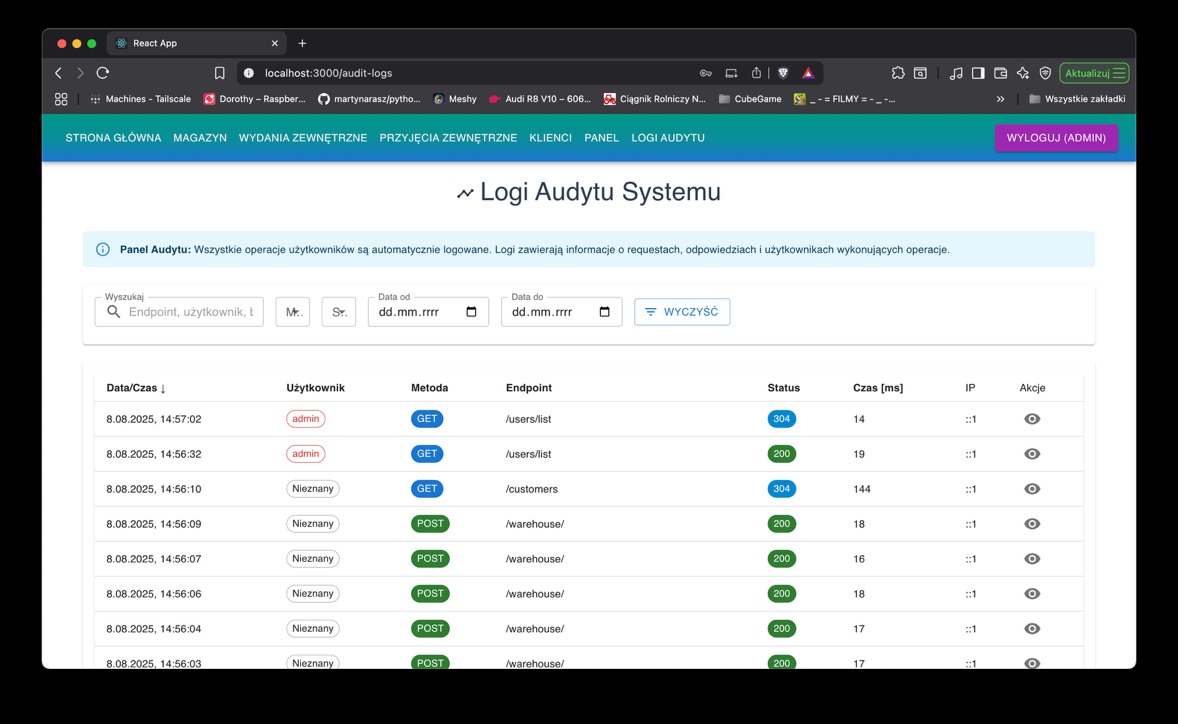 React App
localhost:3000/audit-logs
Aktualizuj
Machines - Tailscale
Dorothy – Raspber...
martynarasz/pytho...
Meshy
Audi R8 V10 – 606...
Ciągnik Rolniczy N...
CubeGame
_ - = FILMY = - _ -...
»
Wszystkie zakładki
STRONA GŁÓWNA MAGAZYN WYDANIA ZEWNĘTRZNE PRZYJĘCIA ZEWNĘTRZNE KLIENCI PANEL LOGI AUDYTU
WYLOGUJ (ADMIN)
Logi Audytu Systemu
Panel Audytu: Wszystkie operacje użytkowników są automatycznie logowane. Logi zawierają informacje o requestach, odpowiedziach i użytkownikach wykonujących operacje.
Wyszukaj Data od Data do
Endpoint, użytkownik, dd.mm.rrrr dd.mm.rrrr WYCZYŚĆ
Data/Czas ↓ Użytkownik Metoda Endpoint Status Czas [ms] IP Akcje
8.08.2025, 14:57:02 admin GET /users/list 304 14 ::1
8.08.2025, 14:56:32 admin GET /users/list 200 19 ::1
8.08.2025, 14:56:10 Nieznany GET /customers 304 144 ::1
8.08.2025, 14:56:09 Nieznany POST /warehouse/ 200 18 ::1
8.08.2025, 14:56:07 Nieznany POST /warehouse/ 200 16 ::1
8.08.2025, 14:56:06 Nieznany POST /warehouse/ 200 18 ::1
8.08.2025, 14:56:04 Nieznany POST /warehouse/ 200 17 ::1
8.08.2025, 14:56:03 Nieznany POST /warehouse/ 200 17 ::1